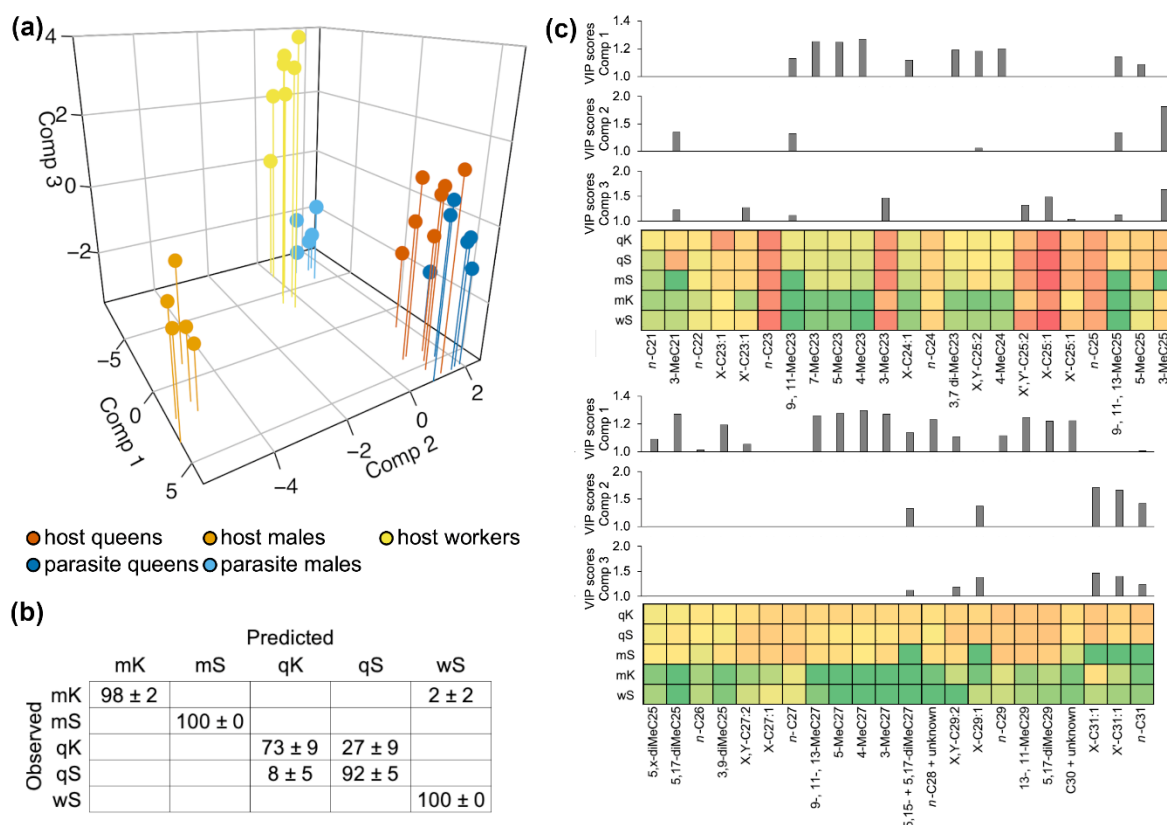 (a)
4
2
0
−2
Comp 3
−5
0
5
Comp 1
−4
−2
0
2
Comp 2
host queens host males host workers
parasite queens parasite males
(b)
Predicted
mK mS qK qS wS
Observed
mK 98 ± 2 2 ± 2
mS 100 ± 0
qK 73 ± 9 27 ± 9
qS 8 ± 5 92 ± 5
wS 100 ± 0
(c)
VIP scores
Comp 1
1.4
1.2
1.0
VIP scores
Comp 2
2.0
1.5
1.0
VIP scores
Comp 3
2.0
1.5
1.0
qK
qS
mS
mK
wS
n-C21
3-MeC21
n-C22
X-C23:1
X'-C23:1
n-C23
9-, 11-MeC23
7-MeC23
5-MeC23
4-MeC23
3-MeC23
X-C24:1
n-C24
3,7 di-MeC23
X,Y-C25:2
4-MeC24
X',Y'-C25:2
X-C25:1
X'-C25:1
n-C25
9-, 11-, 13-MeC25
5-MeC25
3-MeC25
VIP scores
Comp 1
1.4
1.2
1.0
VIP scores
Comp 2
2.0
1.5
1.0
VIP scores
Comp 3
2.0
1.5
1.0
qK
qS
mS
mK
wS
5,x-diMeC25
5,17-diMeC25
n-C26
3,9-diMeC25
X,Y-C27:2
X-C27:1
n-C27
9-, 11-, 13-MeC27
5-MeC27
4-MeC27
3-MeC27
5,15- + 5,17-diMeC27
n-C28 + unknown
X,Y-C29:2
X-C29:1
n-C29
13-, 11-MeC29
5,17-diMeC29
C30 + unknown
X-C31:1
X'-C31:1
n-C31